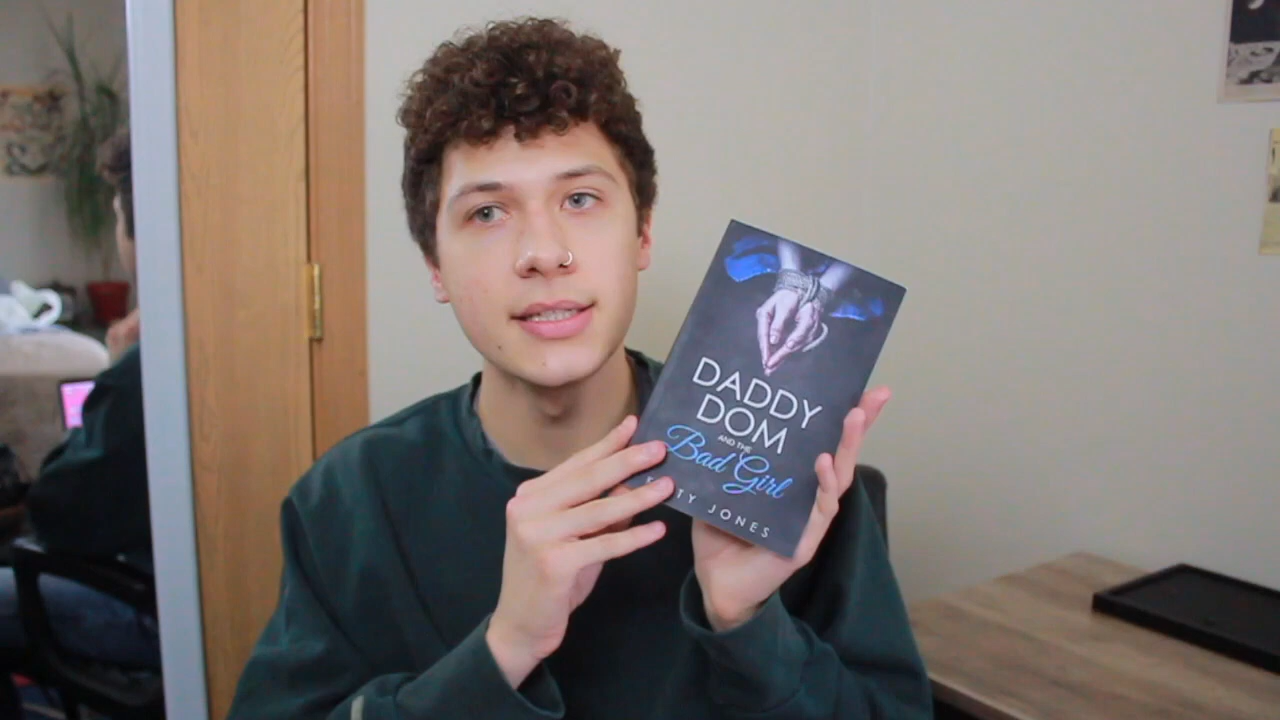 DADDY
DOM
AND THE
Bad Girl
JONES